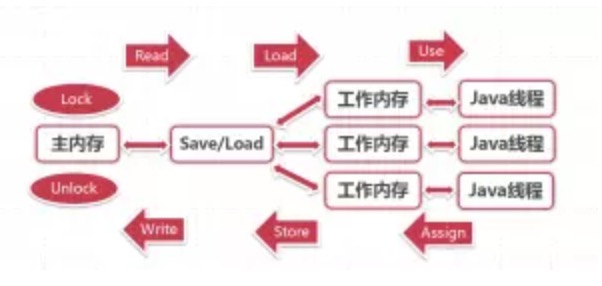 Read
Load
Use
Lock
工作内存
Java线程
主内存
Save/Load
工作内存
Java线程
Unlock
工作内存
Java线程
Write
Store
Assign